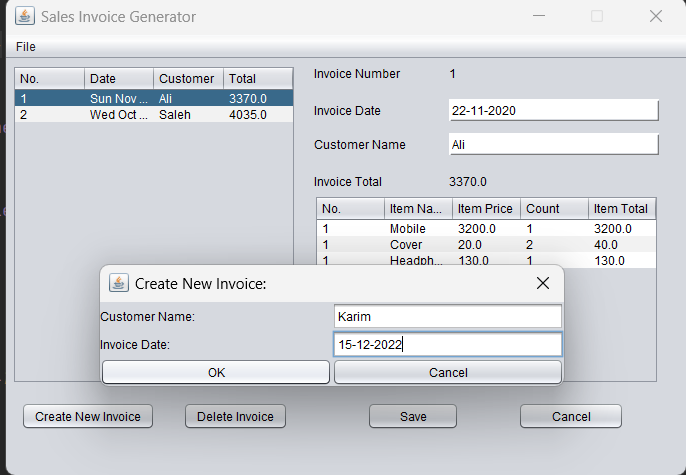 Sales Invoice Generator
File
No. Date Customer Total
1 Sun Nov ... Ali 3370.0
2 Wed Oct ... Saleh 4035.0
Invoice Number 1
Invoice Date 22-11-2020
Customer Name Ali
Invoice Total 3370.0
No. Item Na... Item Price Count Item Total
1 Mobile 3200.0 1 3200.0
1 Cover 20.0 2 40.0
1 Headph... 130.0 1 130.0
Create New Invoice:
Customer Name: Karim
Invoice Date: 15-12-2022
OK Cancel
Create New Invoice Delete Invoice Save Cancel